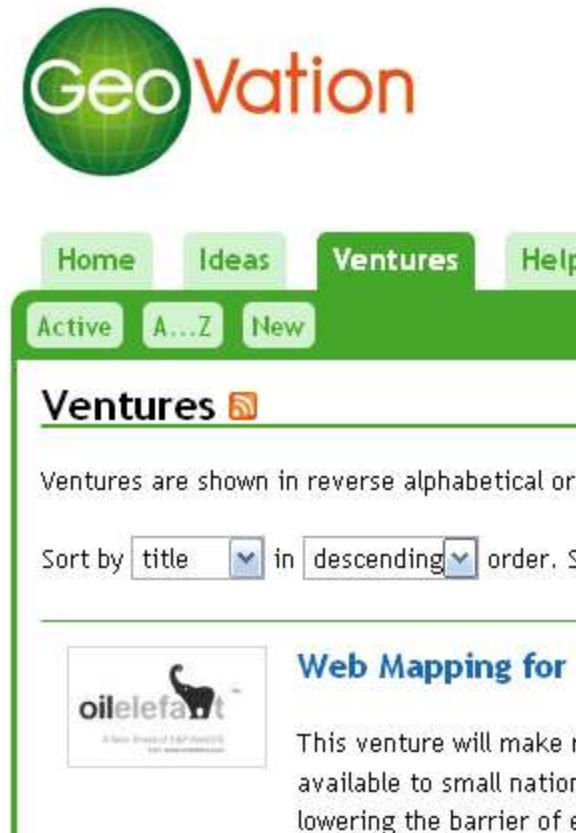 GeoVation
Home Ideas Ventures Help
Active A...Z New
Ventures
Ventures are shown in reverse alphabetical or
Sort by title in descending order. S
oilelefant
Web Mapping for
This venture will make
available to small nation
lowering the barrier of e